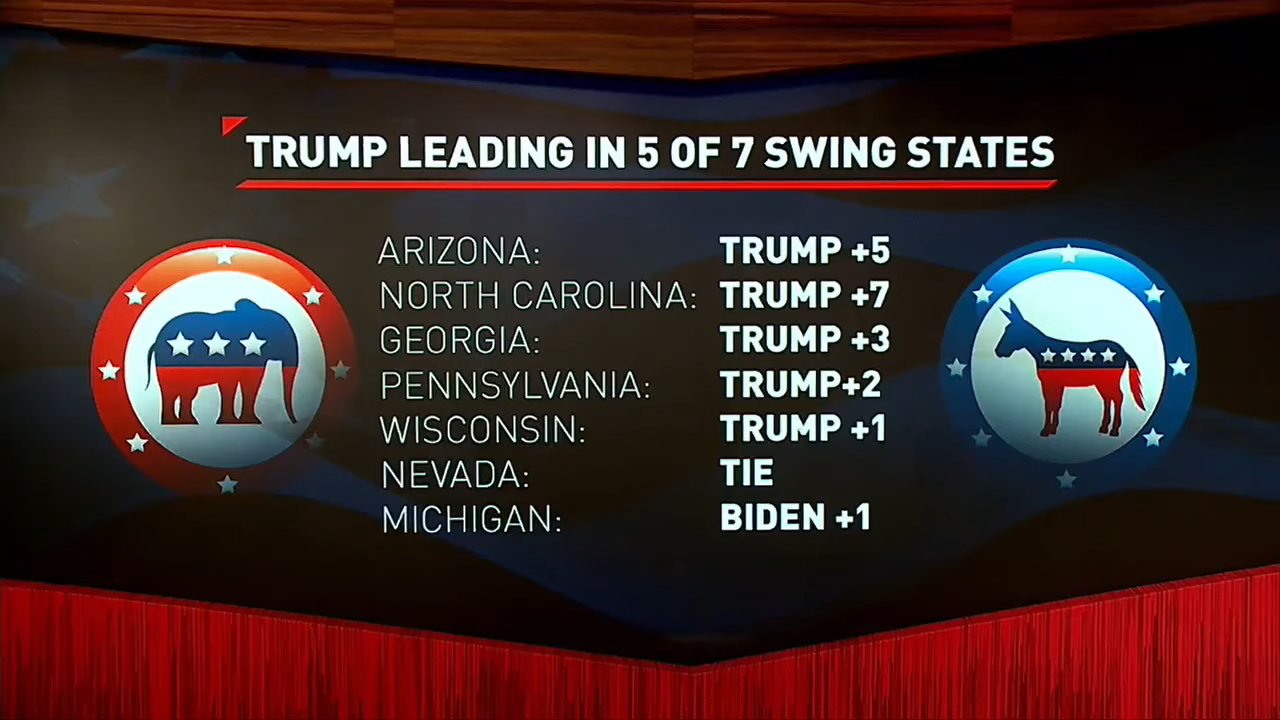 TRUMP LEADING IN 5 OF 7 SWING STATES
ARIZONA: TRUMP +5
NORTH CAROLINA: TRUMP +7
GEORGIA: TRUMP +3
PENNSYLVANIA: TRUMP+2
WISCONSIN: TRUMP +1
NEVADA: TIE
MICHIGAN: BIDEN +1